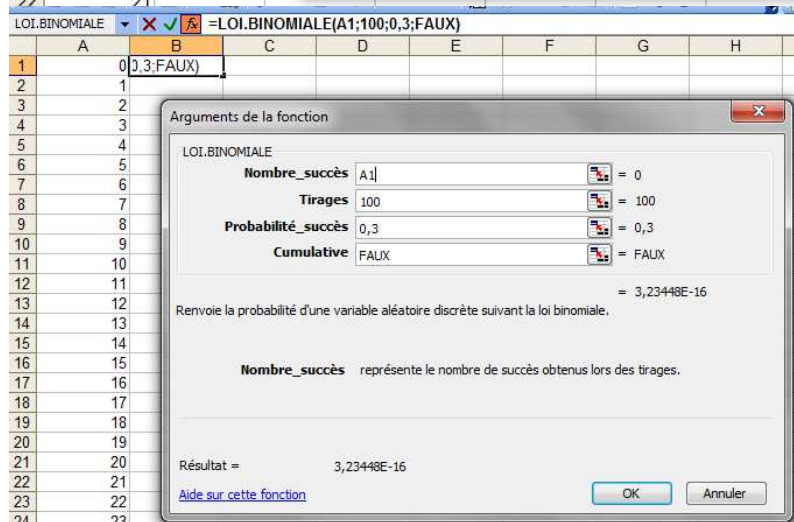 LOI.BINOMIALE =LOI.BINOMIALE(A1;100;0,3;FAUX)
A B C D E F G H
1 0 0,3;FAUX)
2 1
3 2
4 3
5 4
6 5
7 6
8 7
9 8
10 9
11 10
12 11
13 12
14 13
15 14
16 15
17 16
18 17
19 18
20 19
21 20
22 21
23 22
24 23
Arguments de la fonction
LOI.BINOMIALE
Nombre_succès A1 = 0
Tirages 100 = 100
Probabilité_succès 0,3 = 0,3
Cumulative FAUX = FAUX
= 3,23448E-16
Renvoie la probabilité d'une variable aléatoire discrète suivant la loi binomiale.
Nombre_succès représente le nombre de succès obtenus lors des tirages.
Résultat = 3,23448E-16
Aide sur cette fonction OK Annuler